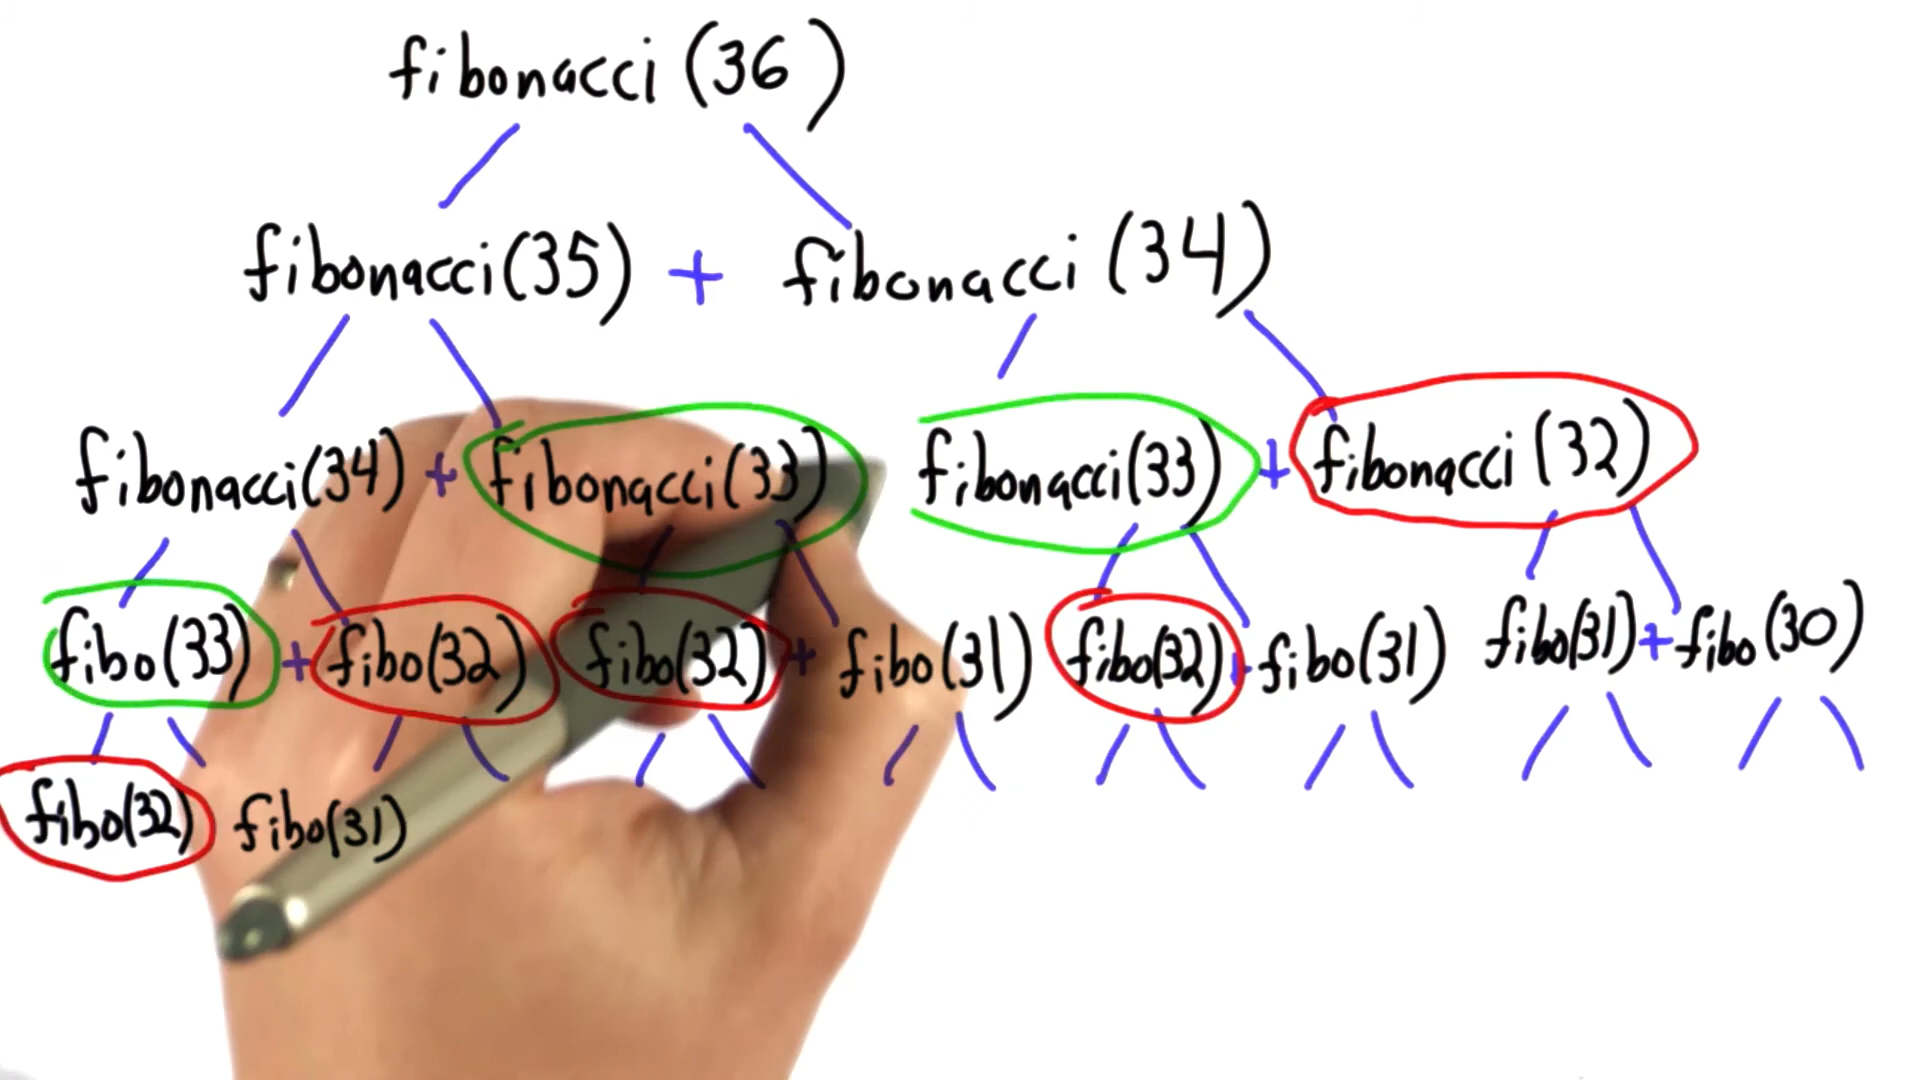 fibonacci (36)
fibonacci(35) + fibonacci (34)
fibonacci(34) + fibonacci(33) fibonacci(33) + fibonacci (32)
fibo(33) + fibo(32) fibo(32) + fibo(31) fibo(32) + fibo(31) fibo(31) + fibo(30)
fibo(32) fibo(31)